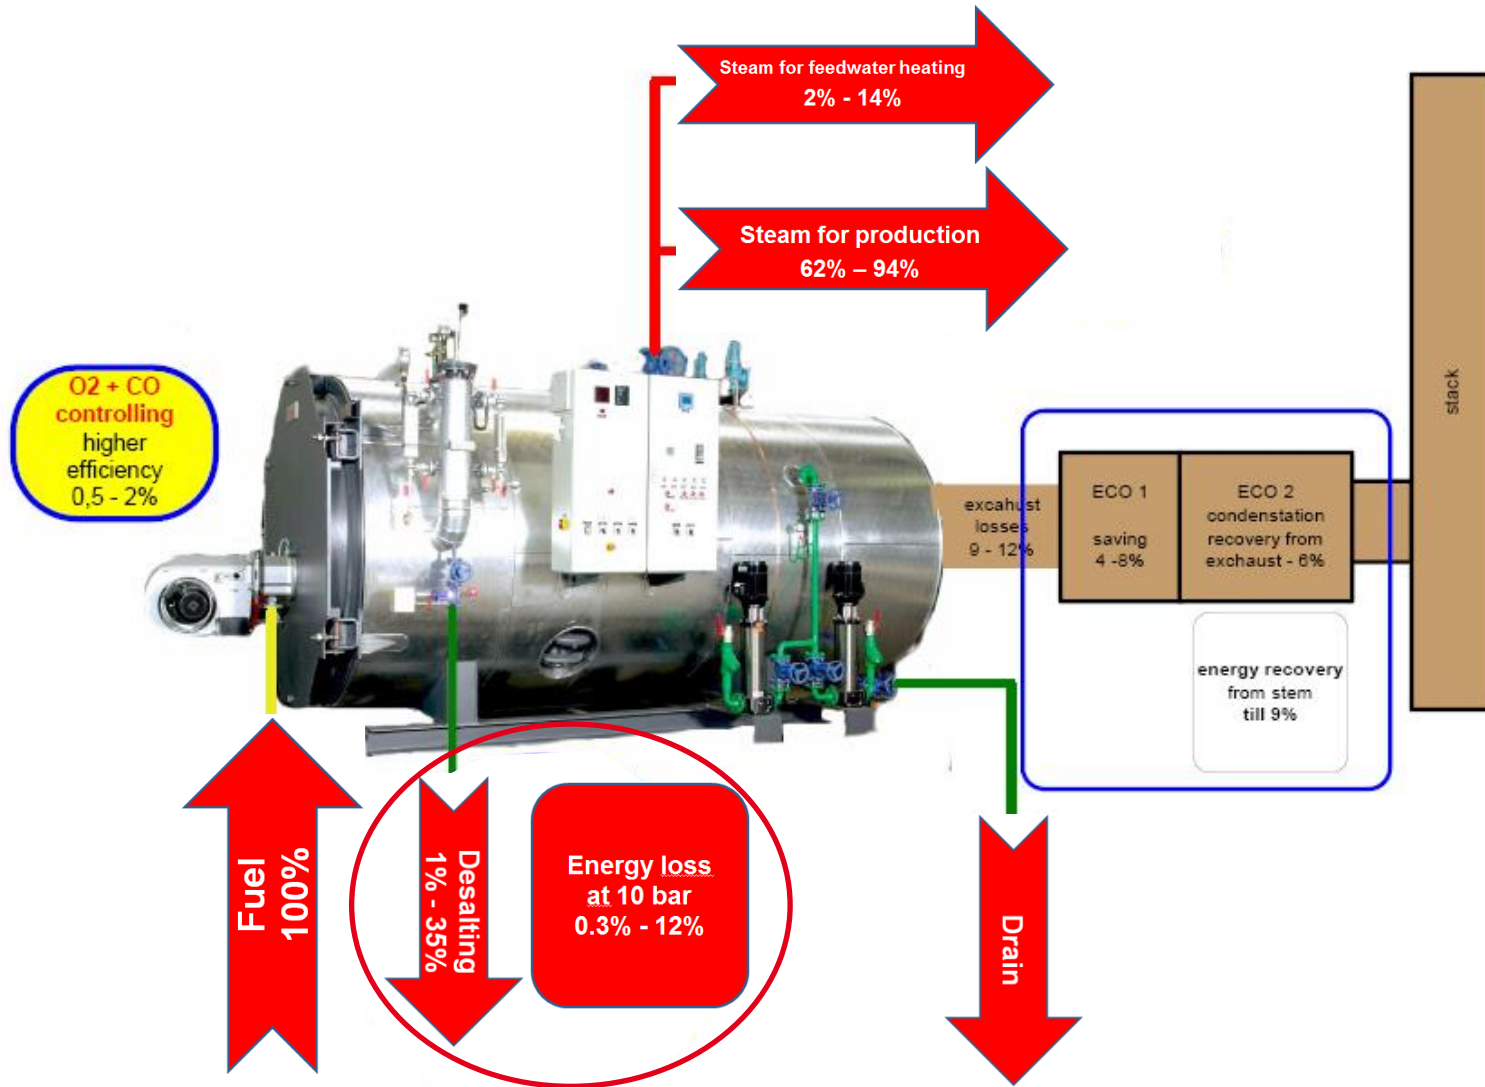 Steam for feedwater heating
2% - 14%
Steam for production
62% – 94%
O2 + CO
controlling
higher
efficiency
0,5 - 2%
stack
excahust
losses
9 - 12%
ECO 1
saving
4 -8%
ECO 2
condenstation
recovery from
exchaust - 6%
energy recovery
from stem
till 9%
Fuel
100%
Desalting
1% - 35%
Energy loss
at 10 bar
0.3% - 12%
Drain